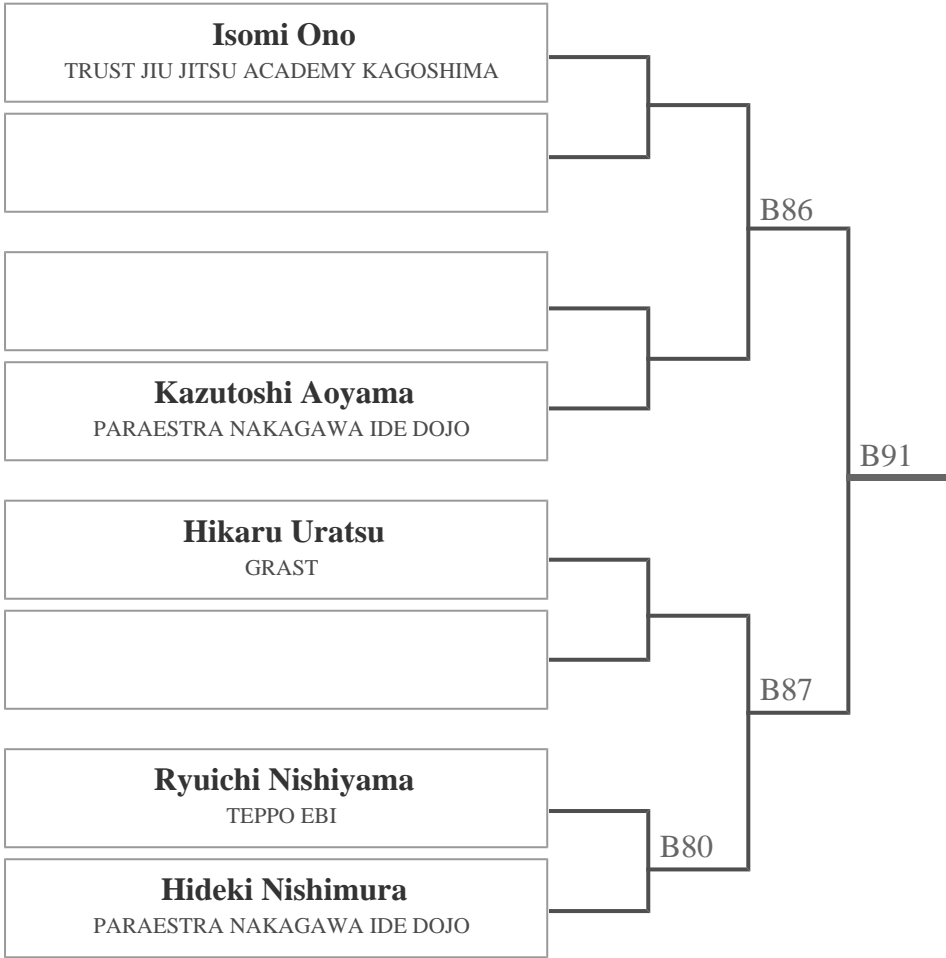 Isomi Ono
TRUST JIU JITSU ACADEMY KAGOSHIMA
B86
Kazutoshi Aoyama
PARAESTRA NAKAGAWA IDE DOJO
B91
Hikaru Uratsu
GRAST
B87
Ryuichi Nishiyama
TEPPO EBI
B80
Hideki Nishimura
PARAESTRA NAKAGAWA IDE DOJO